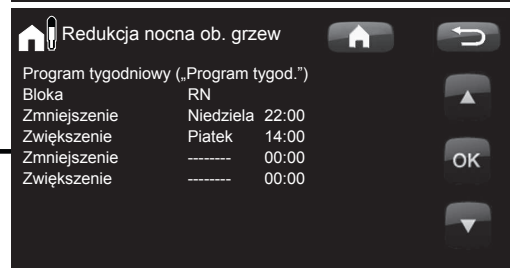 Redukcja nocna ob. grzew
Program tygodniowy („Program tygod.”)
Bloka RN
Zmniejszenie Niedziela 22:00
Zwiększenie Piatek 14:00
Zmniejszenie -------- 00:00
Zwiększenie -------- 00:00
OK